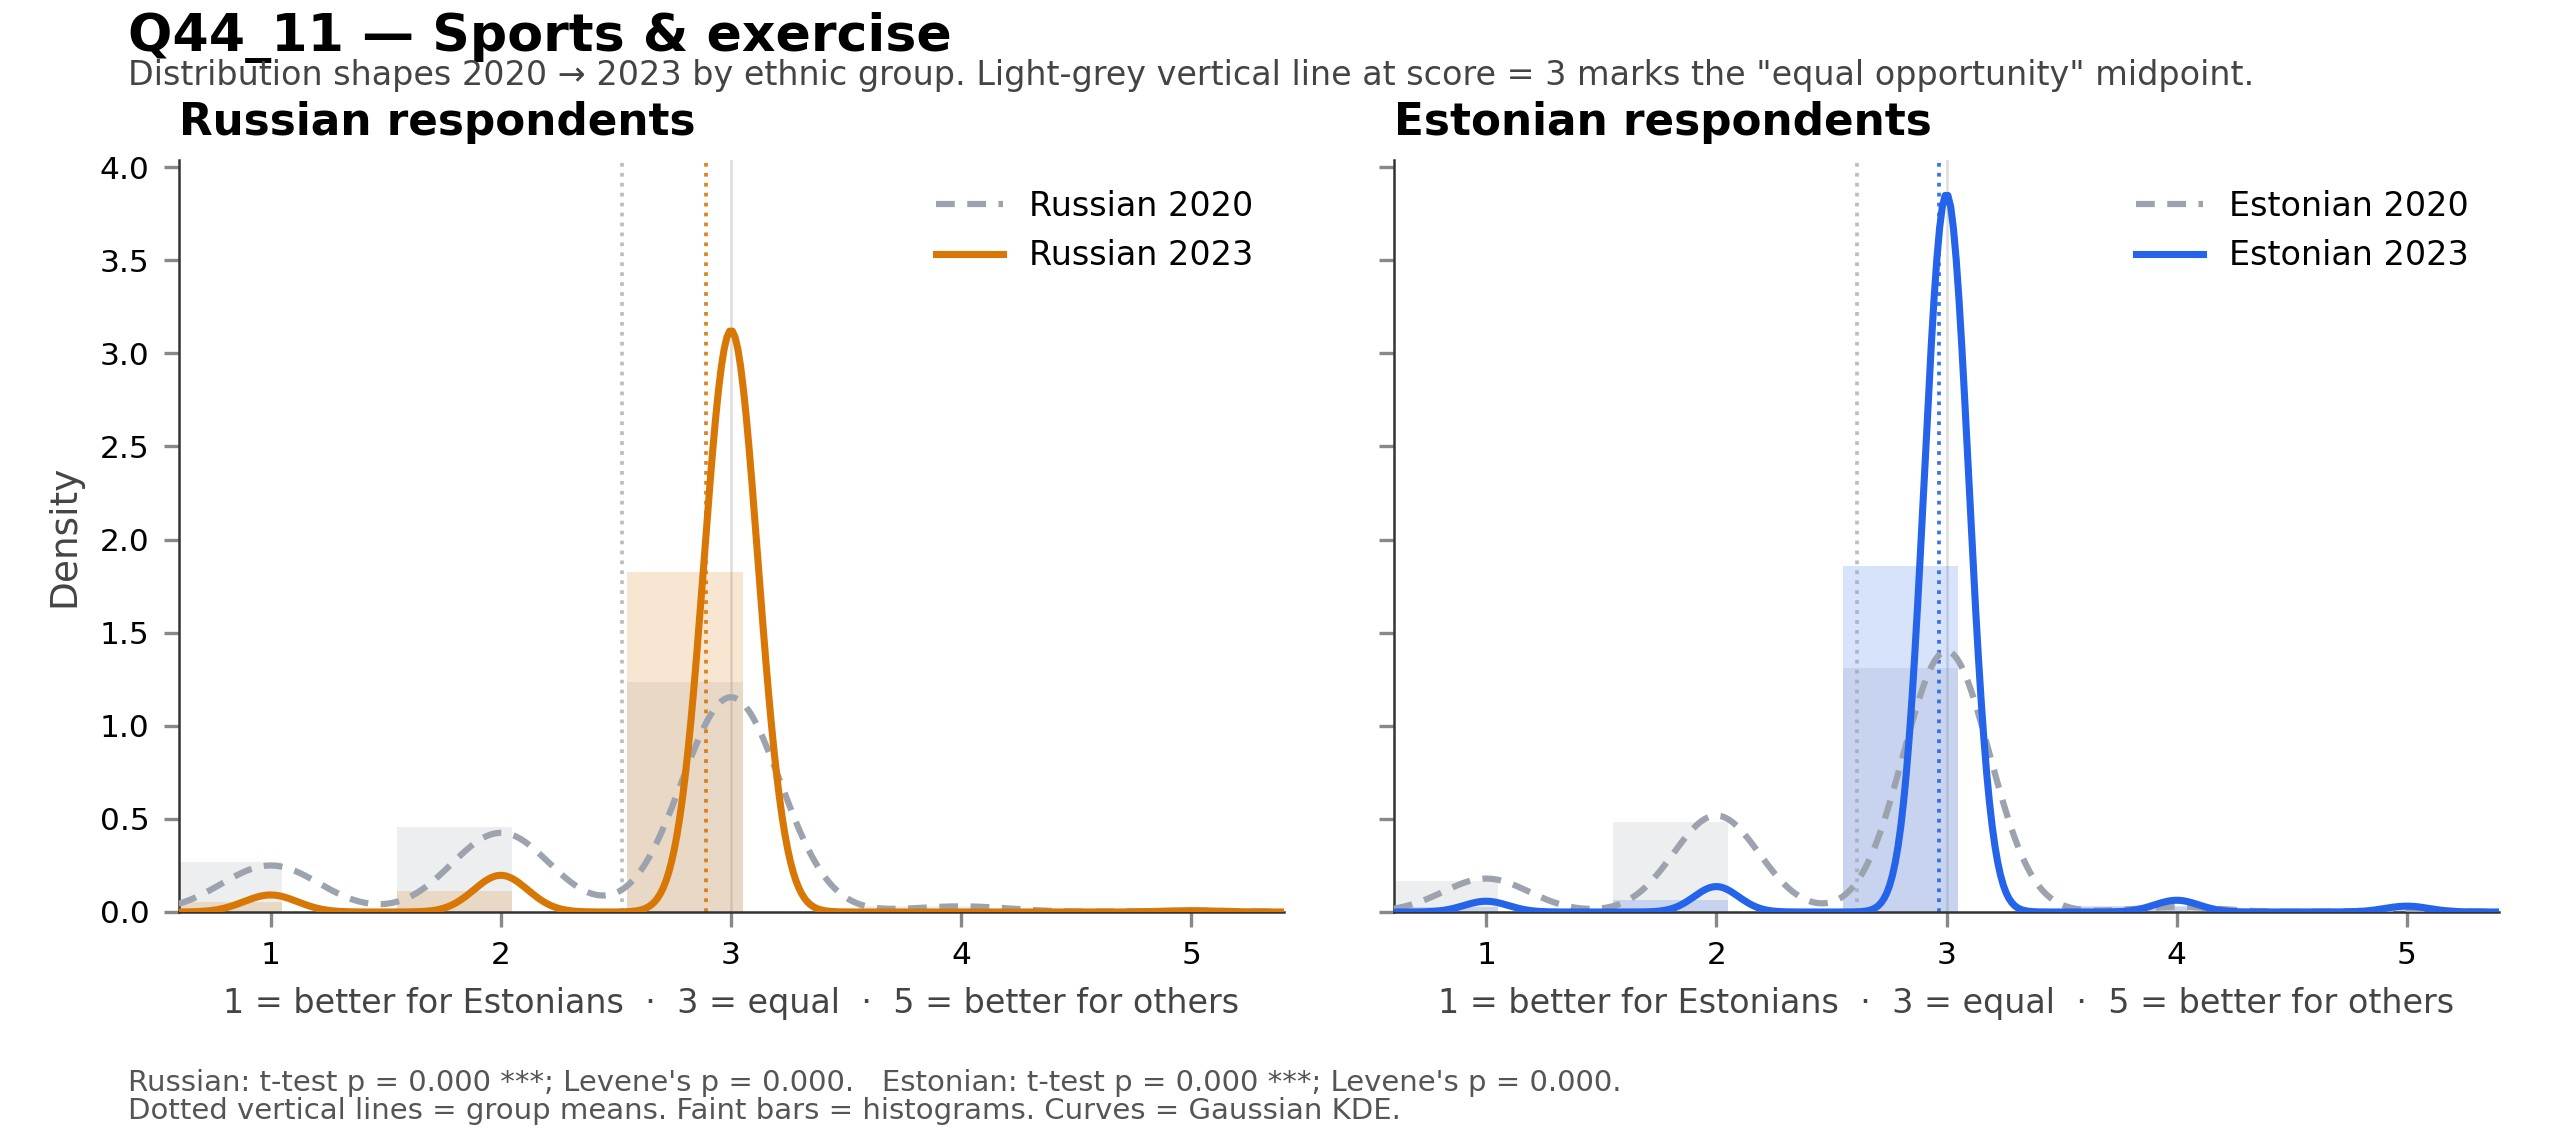 Q44_11 — Sports & exercise
Distribution shapes 2020 → 2023 by ethnic group. Light-grey vertical line at score = 3 marks the "equal opportunity" midpoint.
Russian respondents
4.0
3.5
3.0
2.5
2.0
1.5
1.0
0.5
0.0
Density
Russian 2020
Russian 2023
1 2 3 4 5
1 = better for Estonians · 3 = equal · 5 = better for others
Estonian respondents
Estonian 2020
Estonian 2023
1 2 3 4 5
1 = better for Estonians · 3 = equal · 5 = better for others
Russian: t-test p = 0.000 ***; Levene's p = 0.000. Estonian: t-test p = 0.000 ***; Levene's p = 0.000.
Dotted vertical lines = group means. Faint bars = histograms. Curves = Gaussian KDE.